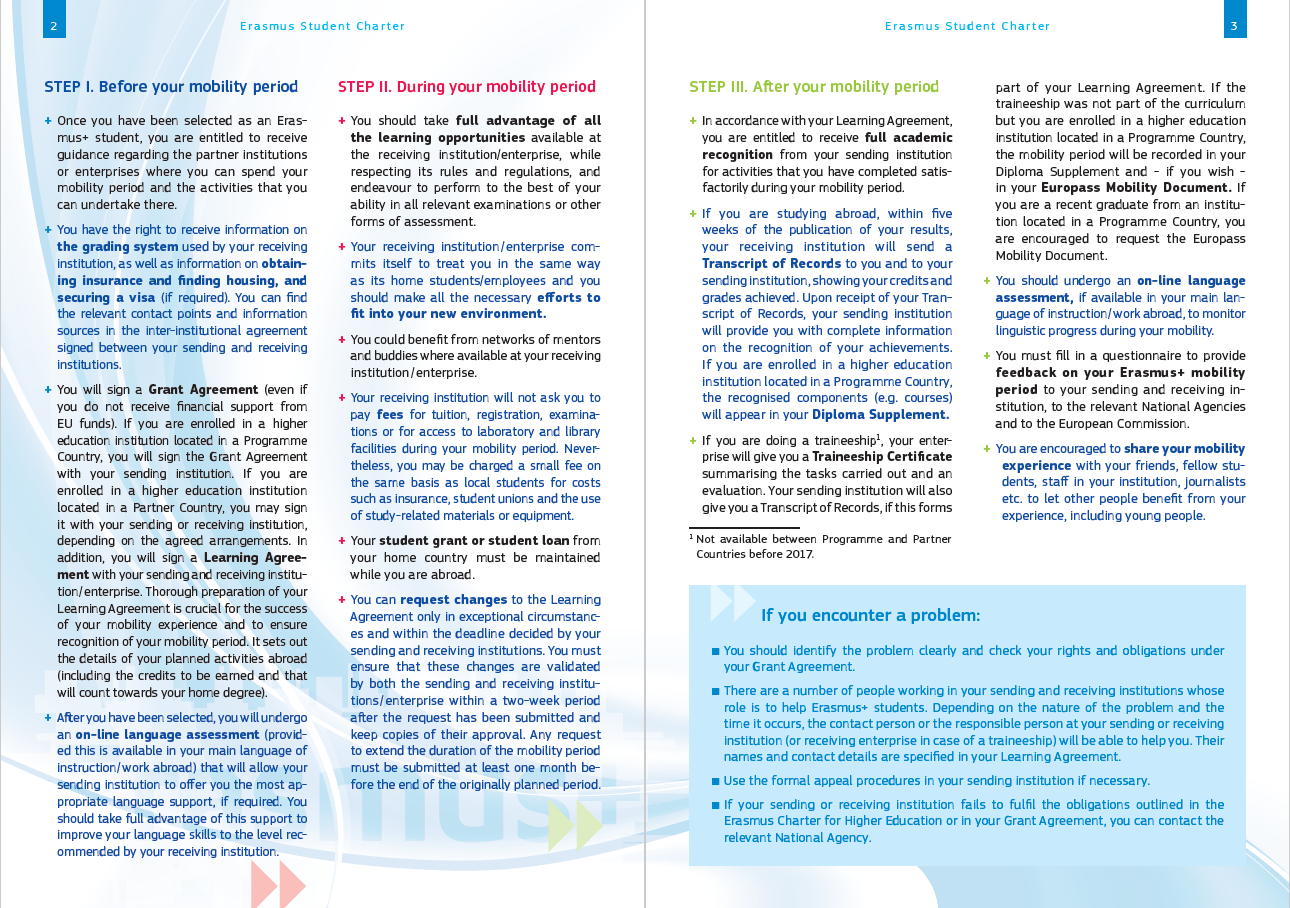 2
Erasmus Student Charter
STEP I. Before your mobility period
+ Once you have been selected as an Eras-
mus+ student, you are entitled to receive
guidance regarding the partner institutions
or enterprises where you can spend your
mobility period and the activities that you
can undertake there.
+ You have the right to receive information on
the grading system used by your receiving
institution, as well as information on obtain-
ing insurance and finding housing, and
securing a visa (if required). You can find
the relevant contact points and information
sources in the inter-institutional agreement
signed between your sending and receiving
institutions.
+ You will sign a Grant Agreement (even if
you do not receive financial support from
EU funds). If you are enrolled in a higher
education institution located in a Programme
Country, you will sign the Grant Agreement
with your sending institution. If you are
enrolled in a higher education institution
located in a Partner Country, you may sign
it with your sending or receiving institution,
depending on the agreed arrangements. In
addition, you will sign a Learning Agree-
ment with your sending and receiving institu-
tion/enterprise. Thorough preparation of your
Learning Agreement is crucial for the success
of your mobility experience and to ensure
recognition of your mobility period. It sets out
the details of your planned activities abroad
(including the credits to be earned and that
will count towards your home degree).
+ After you have been selected, you will undergo
an on-line language assessment (provid-
ed this is available in your main language of
instruction/work abroad) that will allow your
sending institution to offer you the most ap-
propriate language support, if required. You
should take full advantage of this support to
improve your language skills to the level rec-
ommended by your receiving institution.
STEP II. During your mobility period
+ You should take full advantage of all
the learning opportunities available at
the receiving institution/enterprise, while
respecting its rules and regulations, and
endeavour to perform to the best of your
ability in all relevant examinations or other
forms of assessment.
+ Your receiving institution/enterprise com-
mits itself to treat you in the same way
as its home students/employees and you
should make all the necessary efforts to
fit into your new environment.
+ You could benefit from networks of mentors
and buddies where available at your receiving
institution/enterprise.
+ Your receiving institution will not ask you to
pay fees for tuition, registration, examina-
tions or for access to laboratory and library
facilities during your mobility period. Never-
theless, you may be charged a small fee on
the same basis as local students for costs
such as insurance, student unions and the use
of study-related materials or equipment.
+ Your student grant or student loan from
your home country must be maintained
while you are abroad.
+ You can request changes to the Learning
Agreement only in exceptional circumstanc-
es and within the deadline decided by your
sending and receiving institutions. You must
ensure that these changes are validated
by both the sending and receiving institu-
tions/enterprise within a two-week period
after the request has been submitted and
keep copies of their approval. Any request
to extend the duration of the mobility period
must be submitted at least one month be-
fore the end of the originally planned period.
Erasmus Student Charter
3
STEP III. After your mobility period
+ In accordance with your Learning Agreement,
you are entitled to receive full academic
recognition from your sending institution
for activities that you have completed satis-
factorily during your mobility period.
+ If you are studying abroad, within five
weeks of the publication of your results,
your receiving institution will send a
Transcript of Records to you and to your
sending institution, showing your credits and
grades achieved. Upon receipt of your Tran-
script of Records, your sending institution
will provide you with complete information
on the recognition of your achievements.
If you are enrolled in a higher education
institution located in a Programme Country,
the recognised components (e.g. courses)
will appear in your Diploma Supplement.
+ If you are doing a traineeship¹, your enter-
prise will give you a Traineeship Certificate
summarising the tasks carried out and an
evaluation. Your sending institution will also
give you a Transcript of Records, if this forms
¹ Not available between Programme and Partner
Countries before 2017.
part of your Learning Agreement. If the
traineeship was not part of the curriculum
but you are enrolled in a higher education
institution located in a Programme Country,
the mobility period will be recorded in your
Diploma Supplement and - if you wish -
in your Europass Mobility Document. If
you are a recent graduate from an institu-
tion located in a Programme Country, you
are encouraged to request the Europass
Mobility Document.
+ You should undergo an on-line language
assessment, if available in your main lan-
guage of instruction/work abroad, to monitor
linguistic progress during your mobility.
+ You must fill in a questionnaire to provide
feedback on your Erasmus+ mobility
period to your sending and receiving in-
stitution, to the relevant National Agencies
and to the European Commission.
+ You are encouraged to share your mobility
experience with your friends, fellow stu-
dents, staff in your institution, journalists
etc. to let other people benefit from your
experience, including young people.
If you encounter a problem:
■ You should identify the problem clearly and check your rights and obligations under
your Grant Agreement.
■ There are a number of people working in your sending and receiving institutions whose
role is to help Erasmus+ students. Depending on the nature of the problem and the
time it occurs, the contact person or the responsible person at your sending or receiving
institution (or receiving enterprise in case of a traineeship) will be able to help you. Their
names and contact details are specified in your Learning Agreement.
■ Use the formal appeal procedures in your sending institution if necessary.
■ If your sending or receiving institution fails to fulfil the obligations outlined in the
Erasmus Charter for Higher Education or in your Grant Agreement, you can contact the
relevant National Agency.